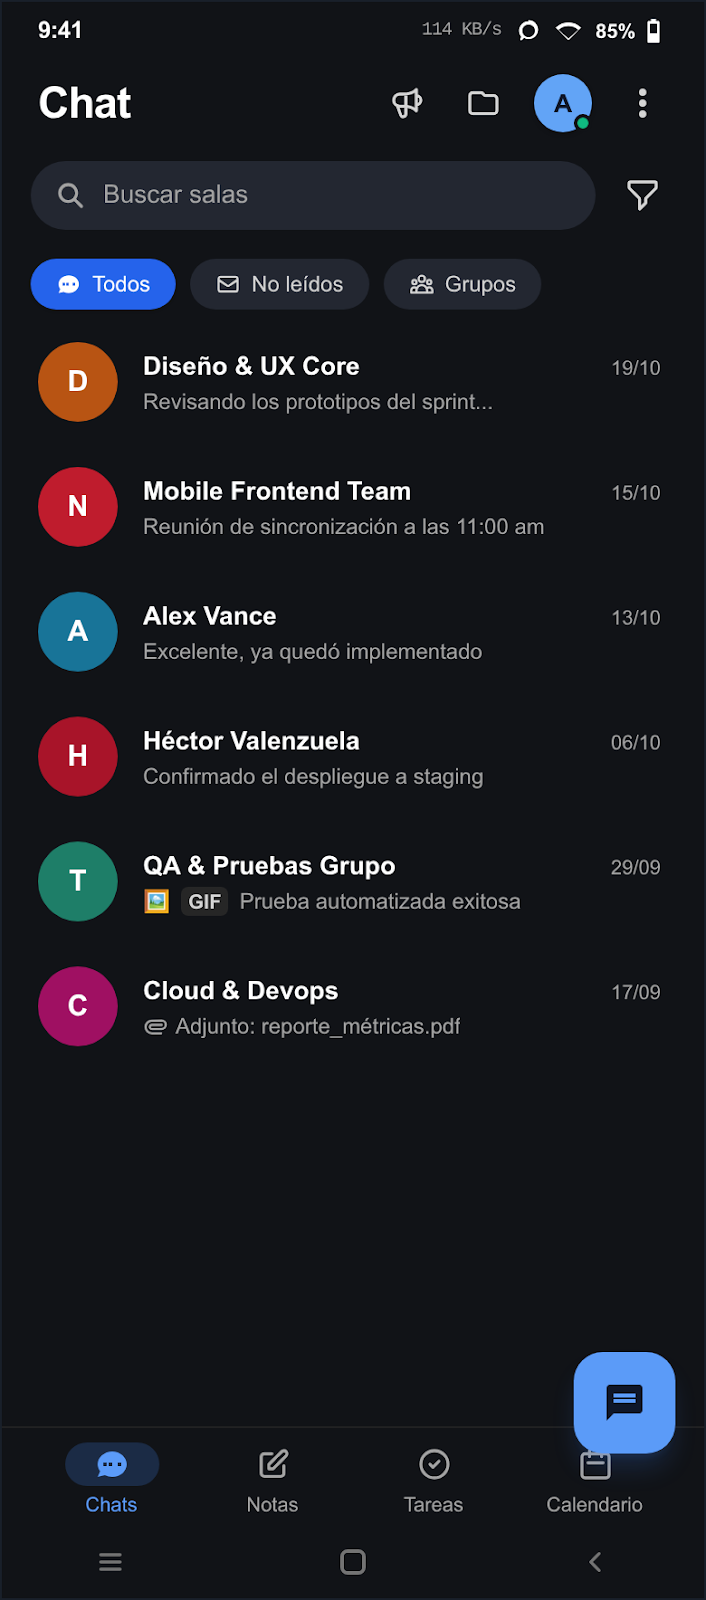 9:41 114 KB/s 85%
Chat
A
Buscar salas
Todos No leídos Grupos
D
Diseño & UX Core 19/10
Revisando los prototipos del sprint...
N
Mobile Frontend Team 15/10
Reunión de sincronización a las 11:00 am
A
Alex Vance 13/10
Excelente, ya quedó implementado
H
Héctor Valenzuela 06/10
Confirmado el despliegue a staging
T
QA & Pruebas Grupo 29/09
GIF Prueba automatizada exitosa
C
Cloud & Devops 17/09
Adjunto: reporte_métricas.pdf
Chats Notas Tareas Calendario